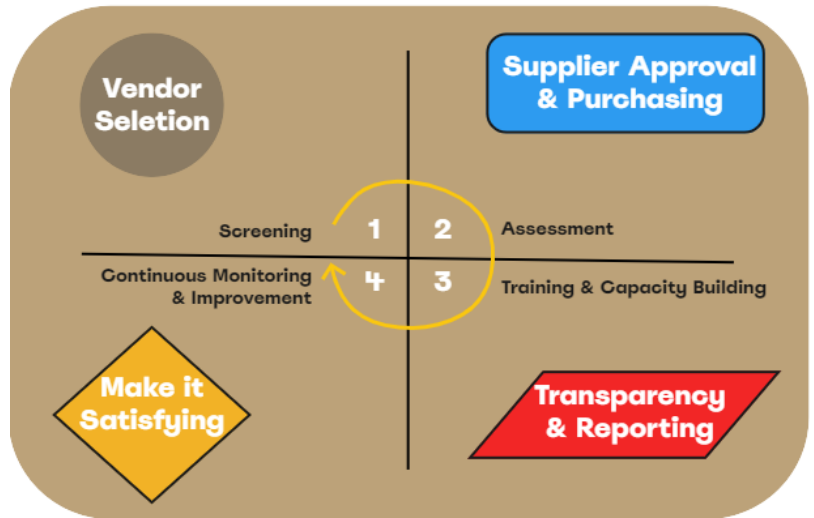 Vendor
Seletion
Supplier Approval
& Purchasing
Screening
1
2
Assessment
Continuous Monitoring
& Improvement
4
3
Training & Capacity Building
Make it
Satisfying
Transparency
& Reporting